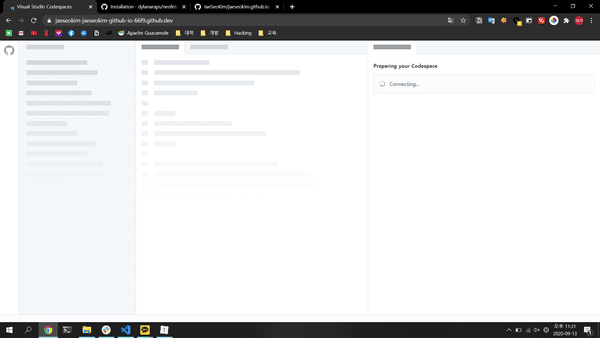 Visual Studio Codespaces
Installation · dylanaraps/neofetc
JaeSeoKim/jaeseokim.github.io:
jaeseokim-jaeseokim-github-io-66f9.github.dev
Apache Guacamole
대학
개발
Hacking
교육
Preparing your Codespace
Connecting...
오후 11:31
2020-09-13